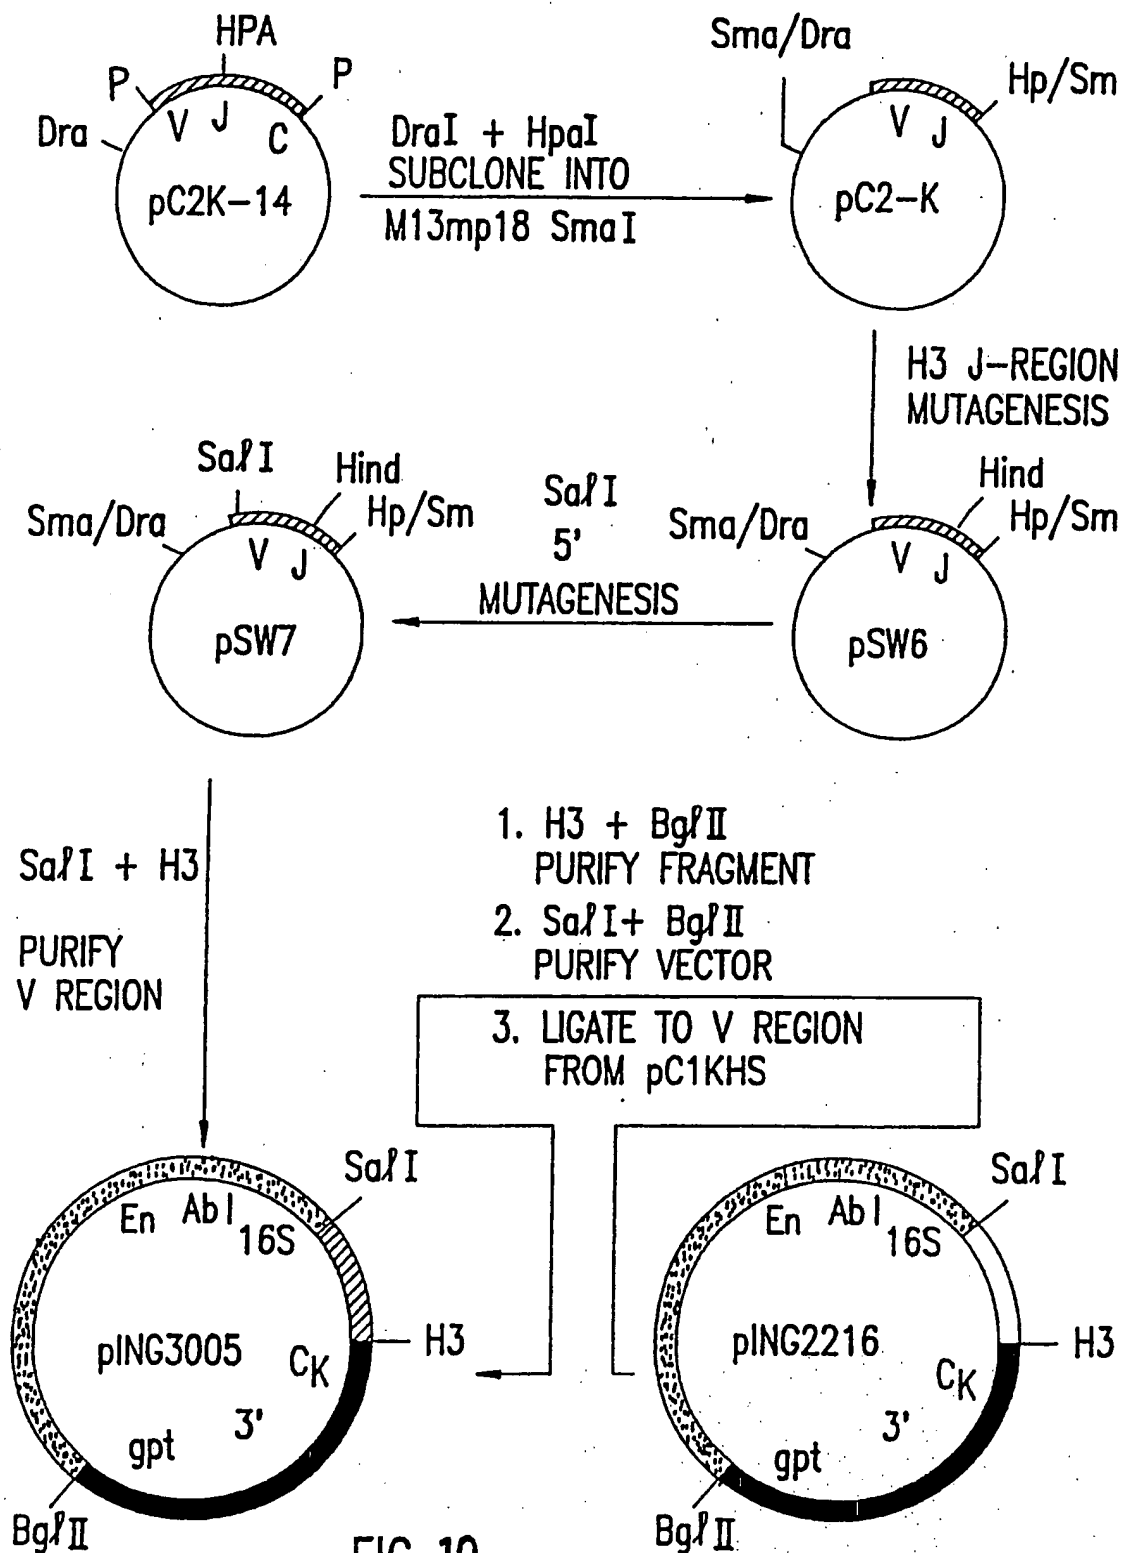 HPA
P
P
Dra
V J C
pC2K-14
DraI + HpaI
SUBCLONE INTO
M13mp18 SmaI
Sma/Dra
Hp/Sm
V J
pC2-K
H3 J-REGION
MUTAGENESIS
SalI
Hind
Hp/Sm
Sma/Dra
V J
pSW7
SalI
5'
MUTAGENESIS
Hind
Hp/Sm
Sma/Dra
V J
pSW6
SalI + H3
PURIFY
V REGION
1. H3 + BglII
PURIFY FRAGMENT
2. SalI+ BglII
PURIFY VECTOR
3. LIGATE TO V REGION
FROM pC1KHS
SalI
En AbI 16S
pING3005
H3
CK
3'
gpt
BglII
SalI
En AbI 16S
pING2216
H3
CK
3'
gpt
BglII